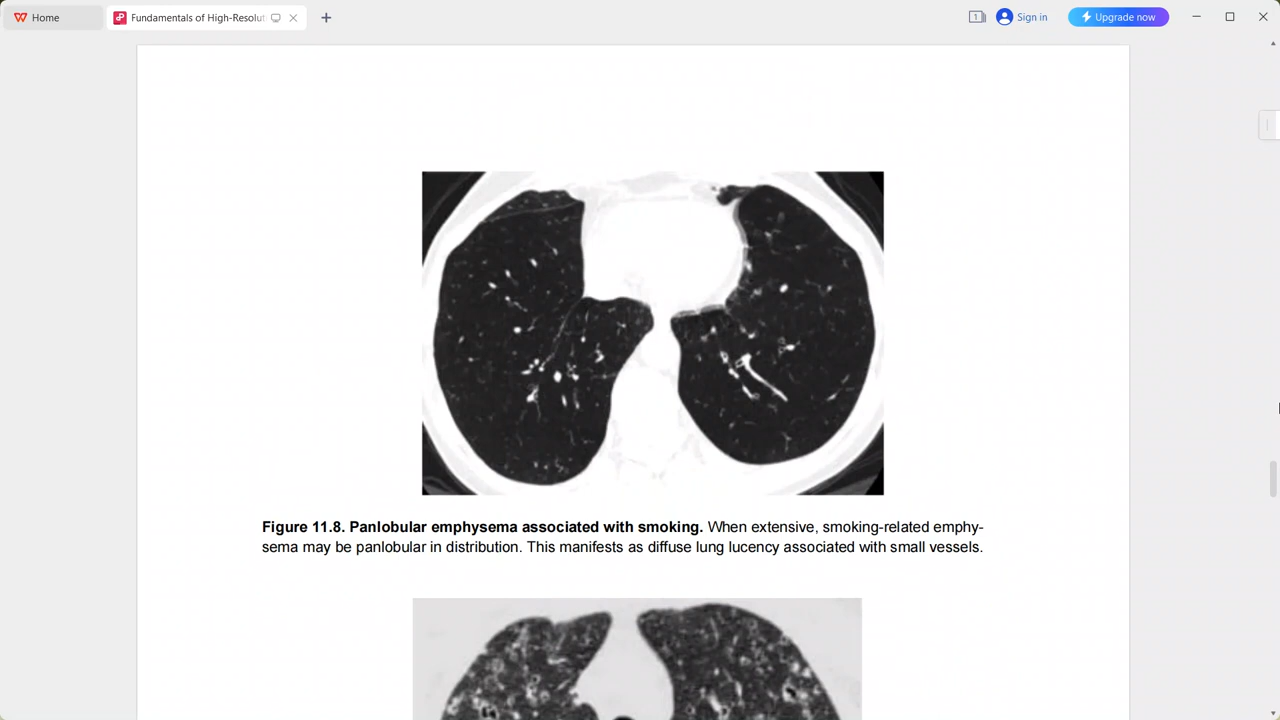 Home
Fundamentals of High-Resolut
1
Sign in
Upgrade now
Figure 11.8. Panlobular emphysema associated with smoking. When extensive, smoking-related emphy-
sema may be panlobular in distribution. This manifests as diffuse lung lucency associated with small vessels.